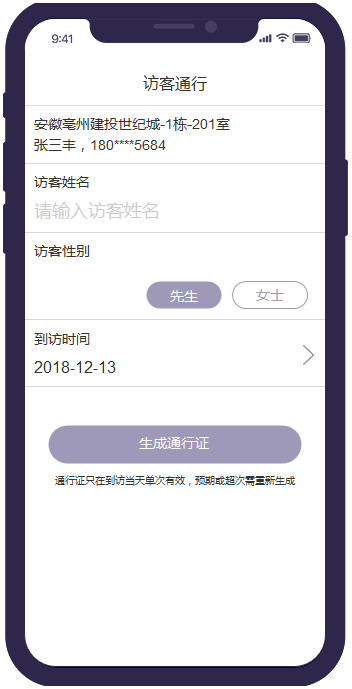 9:41
访客通行
安徽亳州建投世纪城-1栋-201室
张三丰，180****5684
访客姓名
请输入访客姓名
访客性别
先生 女士
到访时间
2018-12-13
生成通行证
通行证只在到访当天单次有效，预期或超次需重新生成